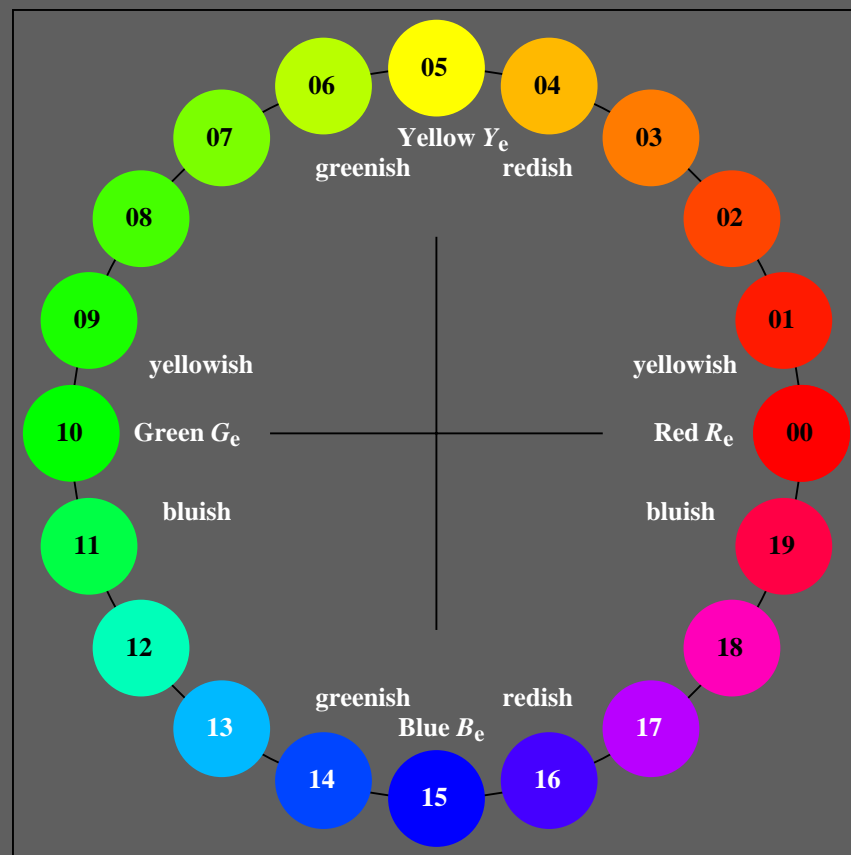 05
06
04
Yellow Ye
07
03
greenish
redish
08
02
09
01
yellowish
yellowish
10
Green Ge
Red Re
00
bluish
bluish
11
19
12
18
greenish
redish
13
Blue Be
17
14
16
15